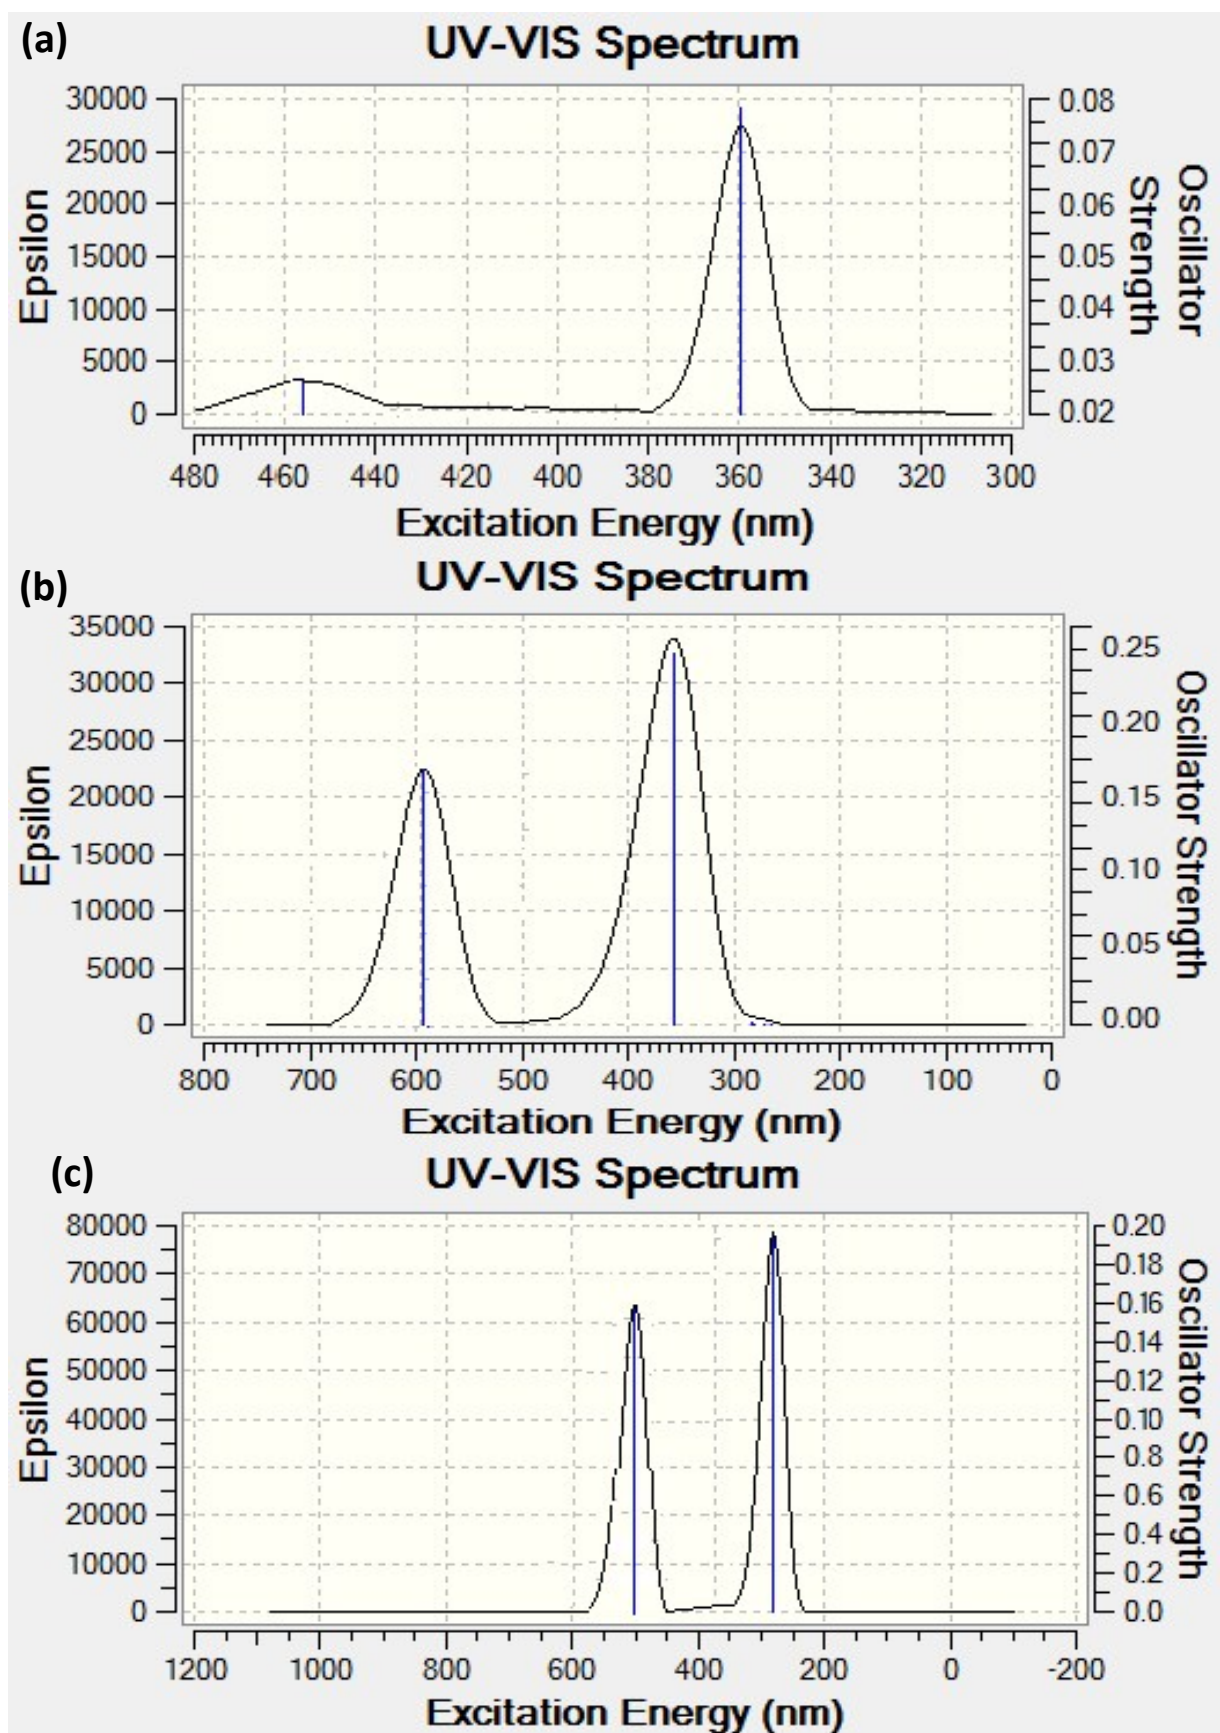 (a)
UV-VIS Spectrum
30000
25000
20000
15000
10000
5000
0
Epsilon
0.08
0.07
0.06
0.05
0.04
0.03
0.02
Oscillator
Strength
480 460 440 420 400 380 360 340 320 300
Excitation Energy (nm)
(b)
UV-VIS Spectrum
35000
30000
25000
20000
15000
10000
5000
0
Epsilon
0.25
0.20
0.15
0.10
0.05
0.00
Oscillator Strength
800 700 600 500 400 300 200 100 0
Excitation Energy (nm)
(c)
UV-VIS Spectrum
80000
70000
60000
50000
40000
30000
20000
10000
0
Epsilon
0.20
0.18
0.16
0.14
0.12
0.10
0.8
0.6
0.4
0.2
0.0
Oscillator Strength
1200 1000 800 600 400 200 0 -200
Excitation Energy (nm)